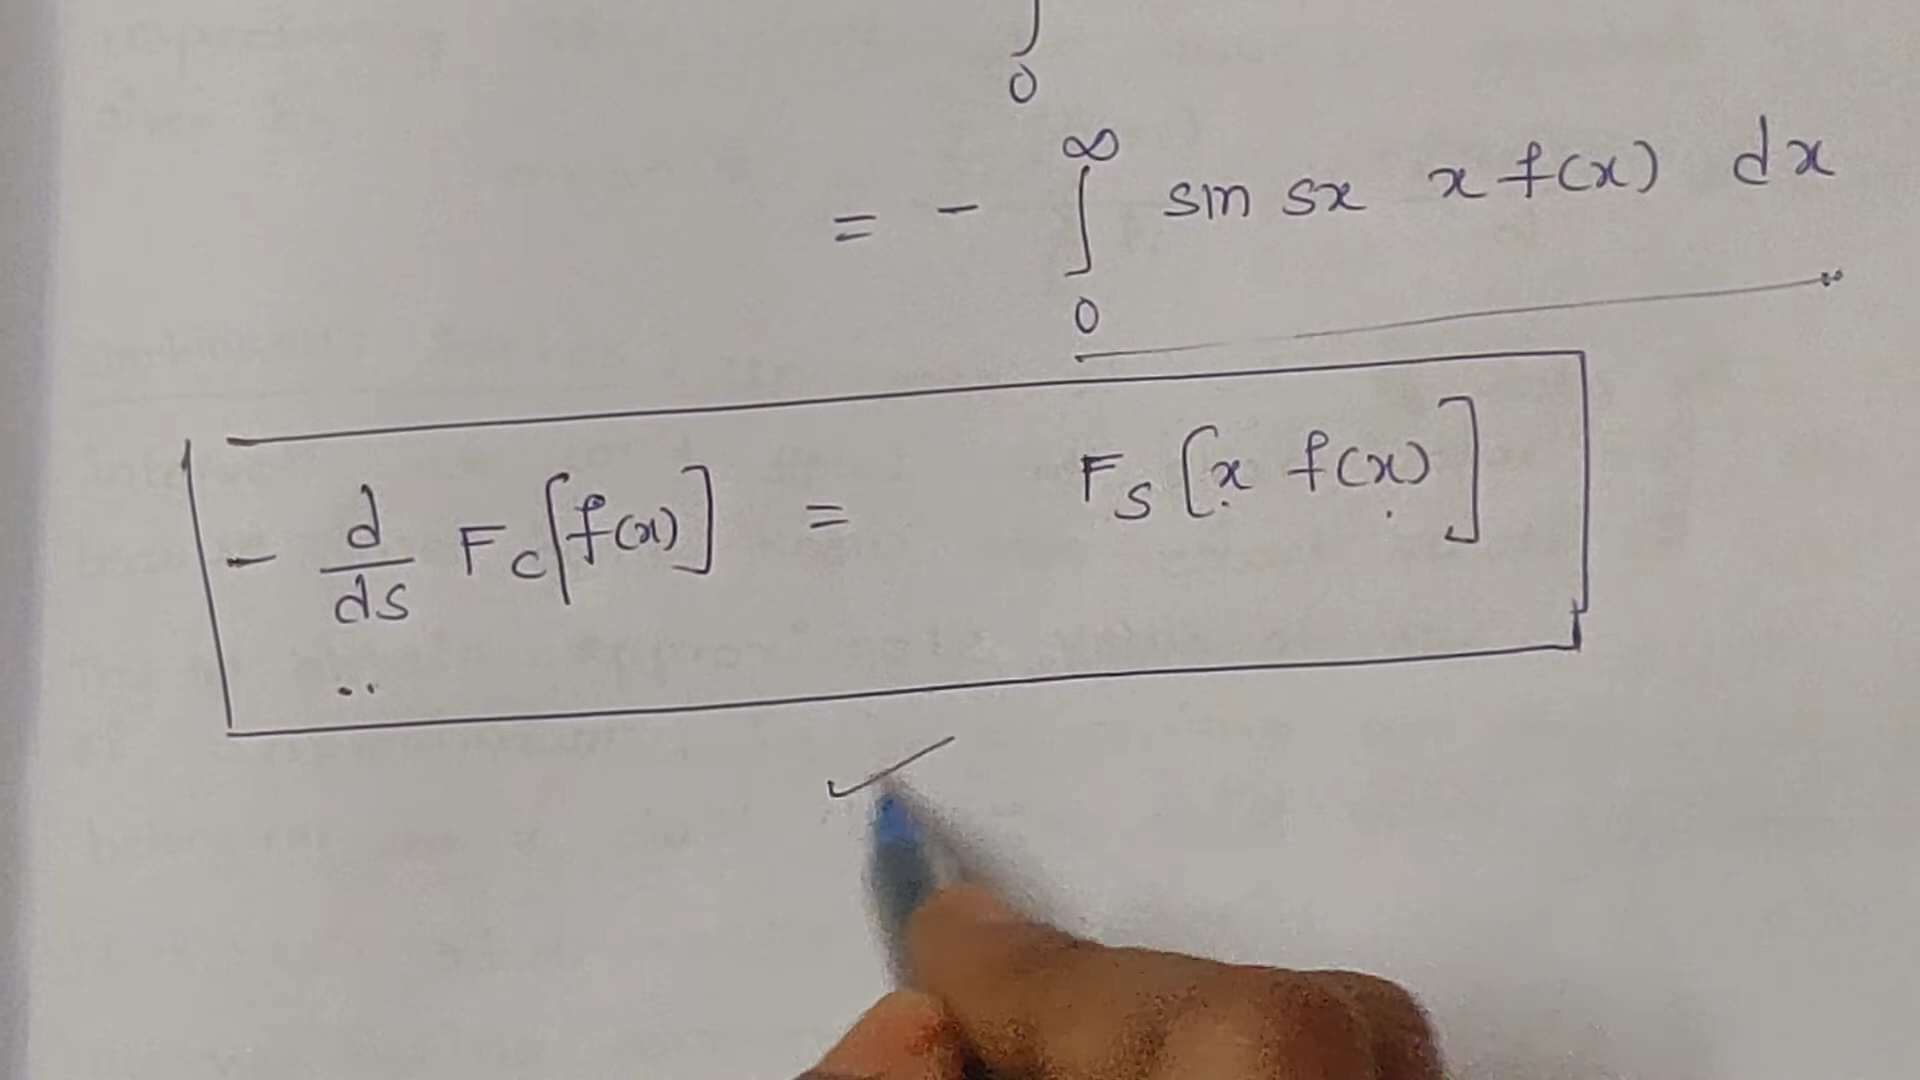 ∫
0
∞
= - ∫ sin sx x f(x) dx
0
- d/ds Fc[f(x)] = Fs[x f(x)]